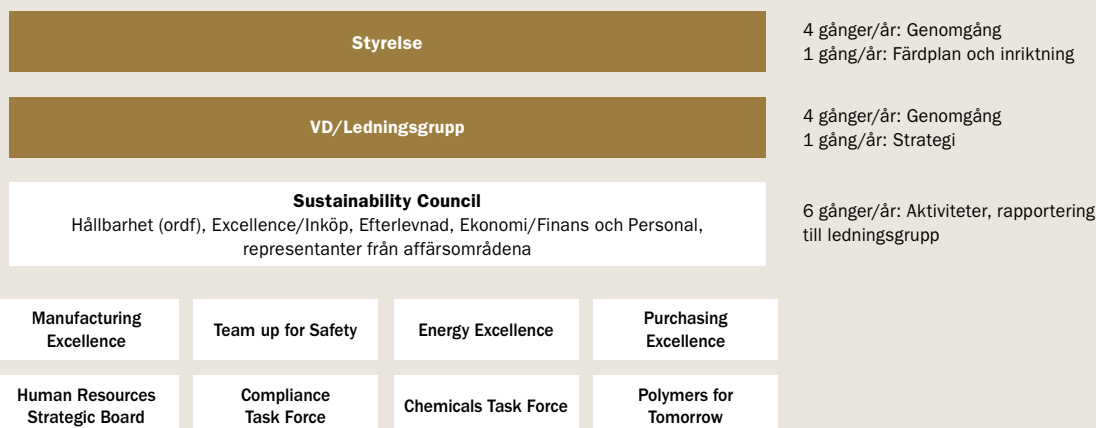 Styrelse
4 gånger/år: Genomgång
1 gång/år: Färdplan och inriktning
VD/Ledningsgrupp
4 gånger/år: Genomgång
1 gång/år: Strategi
Sustainability Council
Hållbarhet (ordf), Excellence/Inköp, Efterlevnad, Ekonomi/Finans och Personal,
representanter från affärsområdena
6 gånger/år: Aktiviteter, rapportering
till ledningsgrupp
Manufacturing
Excellence
Team up for Safety
Energy Excellence
Purchasing
Excellence
Human Resources
Strategic Board
Compliance
Task Force
Chemicals Task Force
Polymers for
Tomorrow